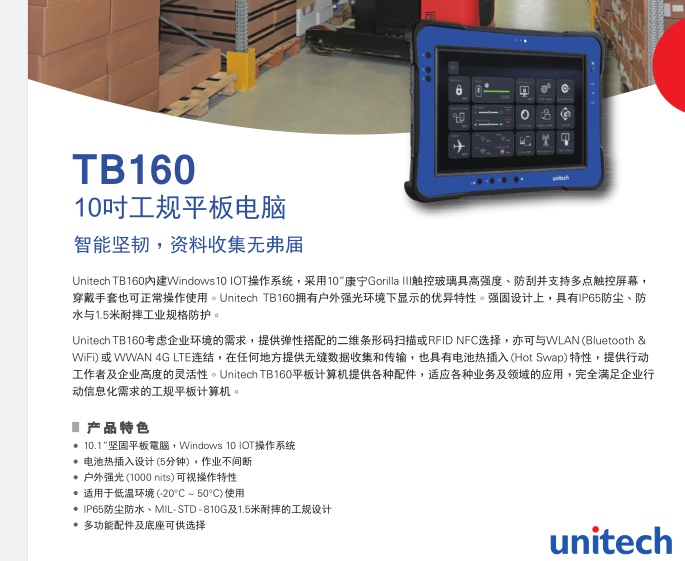 unitech
TB160
10吋工规平板电脑
智能坚韧，资料收集无弗届
Unitech TB160內建Windows10 IOT操作系统，采用10"康宁Gorilla III触控玻璃具高强度、防刮并支持多点触控屏幕，
穿戴手套也可正常操作使用。Unitech TB160拥有户外强光环境下显示的优异特性。强固设计上，具有IP65防尘、防
水与1.5米耐摔工业规格防护。
Unitech TB160考虑企业环境的需求，提供弹性搭配的二维条形码扫描或RFID NFC选择，亦可与WLAN (Bluetooth &
WiFi) 或 WWAN 4G LTE连结，在任何地方提供无缝数据收集和传输，也具有电池热插入 (Hot Swap) 特性，提供行动
工作者及企业高度的灵活性。Unitech TB160平板计算机提供各种配件，适应各种业务及领域的应用，完全满足企业行
动信息化需求的工规平板计算机。
产品特色
• 10.1"坚固平板電腦，Windows 10 IOT操作系统
• 电池热插入设计 (5分钟) ，作业不间断
• 户外强光 (1000 nits) 可视操作特性
• 适用于低温环境 (-20°C ~ 50°C) 使用
• IP65防尘防水、MIL- STD - 810G及1.5米耐摔的工规设计
• 多功能配件及底座可供选择
unitech